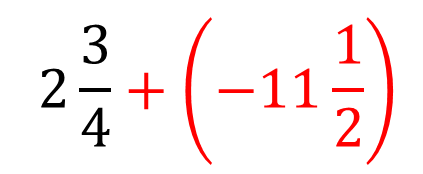 2 3/4 + (−11 1/2)